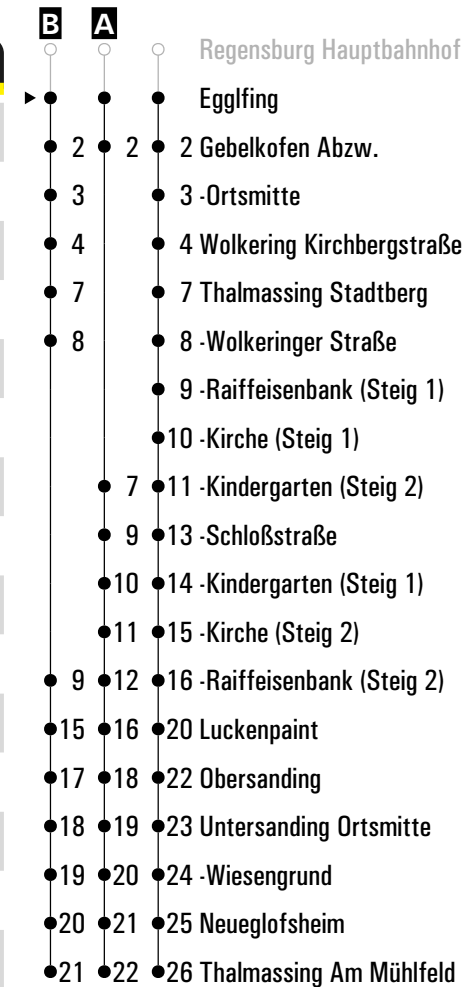 B A
Regensburg Hauptbahnhof
Egglfing
2 2 2 Gebelkofen Abzw.
3 3 -Ortsmitte
4 4 Wolkering Kirchbergstraße
7 7 Thalmassing Stadtberg
8 8 -Wolkeringer Straße
9 -Raiffeisenbank (Steig 1)
10 -Kirche (Steig 1)
7 11 -Kindergarten (Steig 2)
9 13 -Schloßstraße
10 14 -Kindergarten (Steig 1)
11 15 -Kirche (Steig 2)
9 12 16 -Raiffeisenbank (Steig 2)
15 16 20 Luckenpaint
17 18 22 Obersanding
18 19 23 Untersanding Ortsmitte
19 20 24 -Wiesengrund
20 21 25 Neueglofsheim
21 22 26 Thalmassing Am Mühlfeld